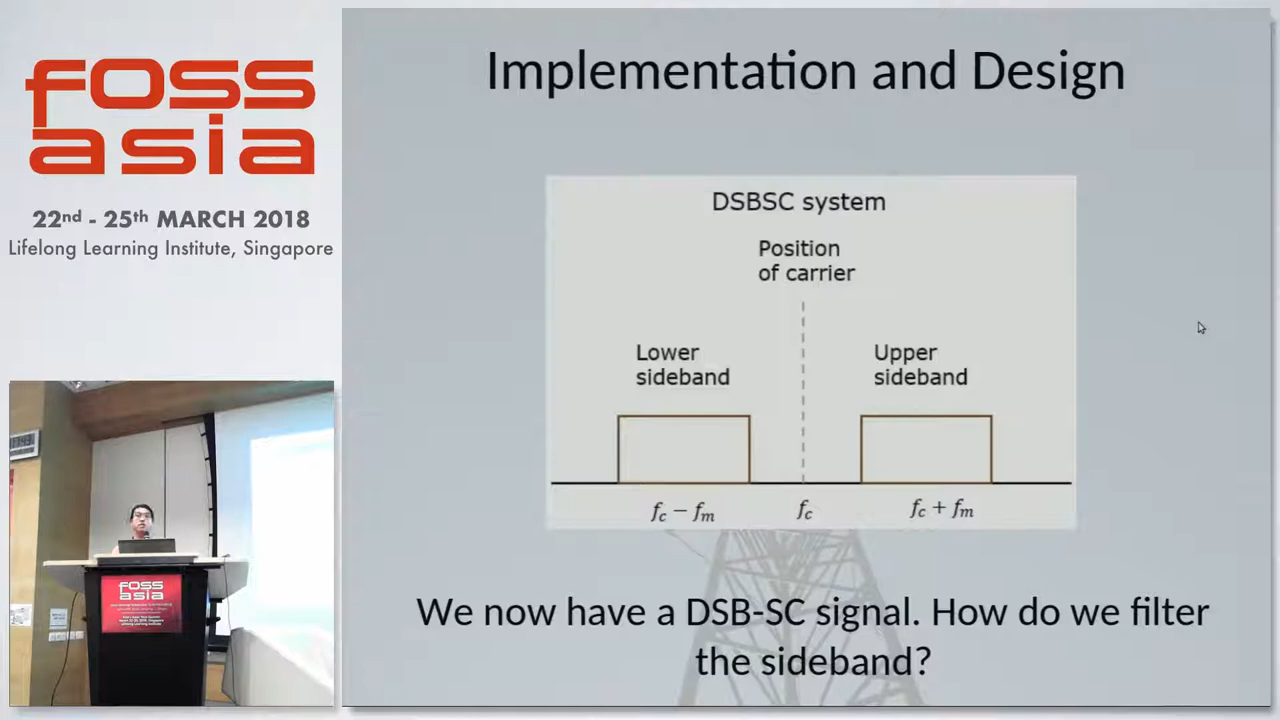 foss
asia
22nd - 25th MARCH 2018
Lifelong Learning Institute, Singapore
Implementation and Design
DSBSC system
Position
of carrier
Lower
sideband
Upper
sideband
fc − fm
fc
fc + fm
We now have a DSB-SC signal. How do we filter
the sideband?
foss
asia